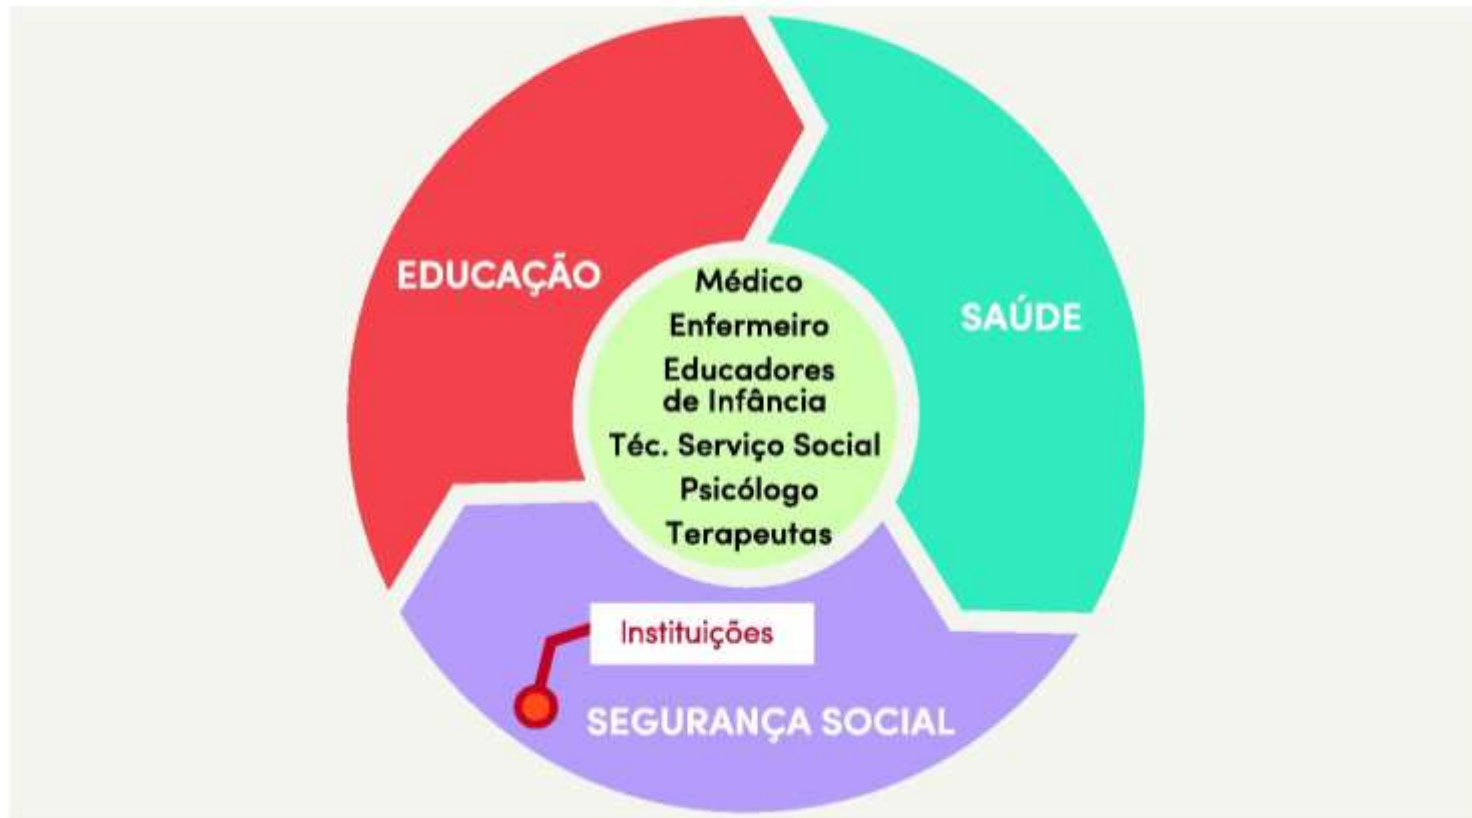 EDUCAÇÃO
SAÚDE
Médico
Enfermeiro
Educadores
de Infância
Téc. Serviço Social
Psicólogo
Terapeutas
Instituições
SEGURANÇA SOCIAL